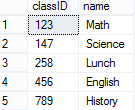 classID name
1 123 Math
2 147 Science
3 258 Lunch
4 456 English
5 789 History